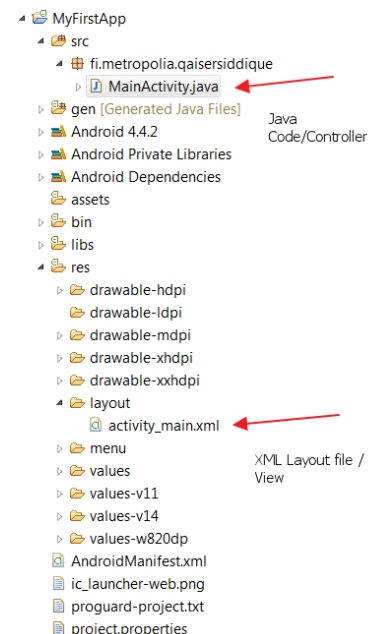 MyFirstApp
src
fi.metropolia.qaisersiddique
MainActivity.java
gen [Generated Java Files]
Java
Code/Controller
Android 4.4.2
Android Private Libraries
Android Dependencies
assets
bin
libs
res
drawable-hdpi
drawable-ldpi
drawable-mdpi
drawable-xhdpi
drawable-xxhdpi
layout
activity_main.xml
menu
XML Layout file /
View
values
values-v11
values-v14
values-w820dp
AndroidManifest.xml
ic_launcher-web.png
proguard-project.txt
project.properties